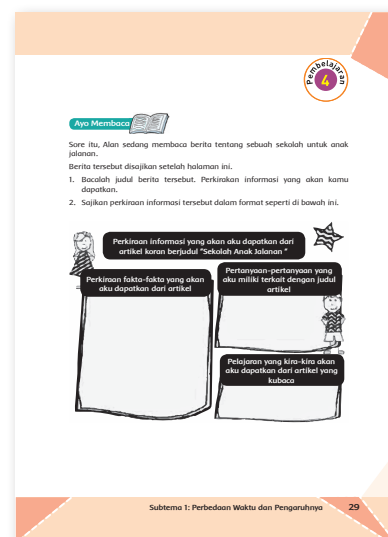 Pembelajaran
4
Ayo Membaca
Sore itu, Alan sedang membaca berita tentang sebuah sekolah untuk anak
jalanan.
Berita tersebut disajikan setelah halaman ini.
1. Bacalah judul berita tersebut. Perkirakan informasi yang akan kamu
dapatkan.
2. Sajikan perkiraan informasi tersebut dalam format seperti di bawah ini.
Perkiraan informasi yang akan aku dapatkan dari
artikel koran berjudul "Sekolah Anak Jalanan "
Perkiraan fakta-fakta yang akan
aku dapatkan dari artikel
Pertanyaan-pertanyaan yang
aku miliki terkait dengan judul
artikel
Pelajaran yang kira-kira akan
aku dapatkan dari artikel yang
kubaca
Subtema 1: Perbedaan Waktu dan Pengaruhnya 29